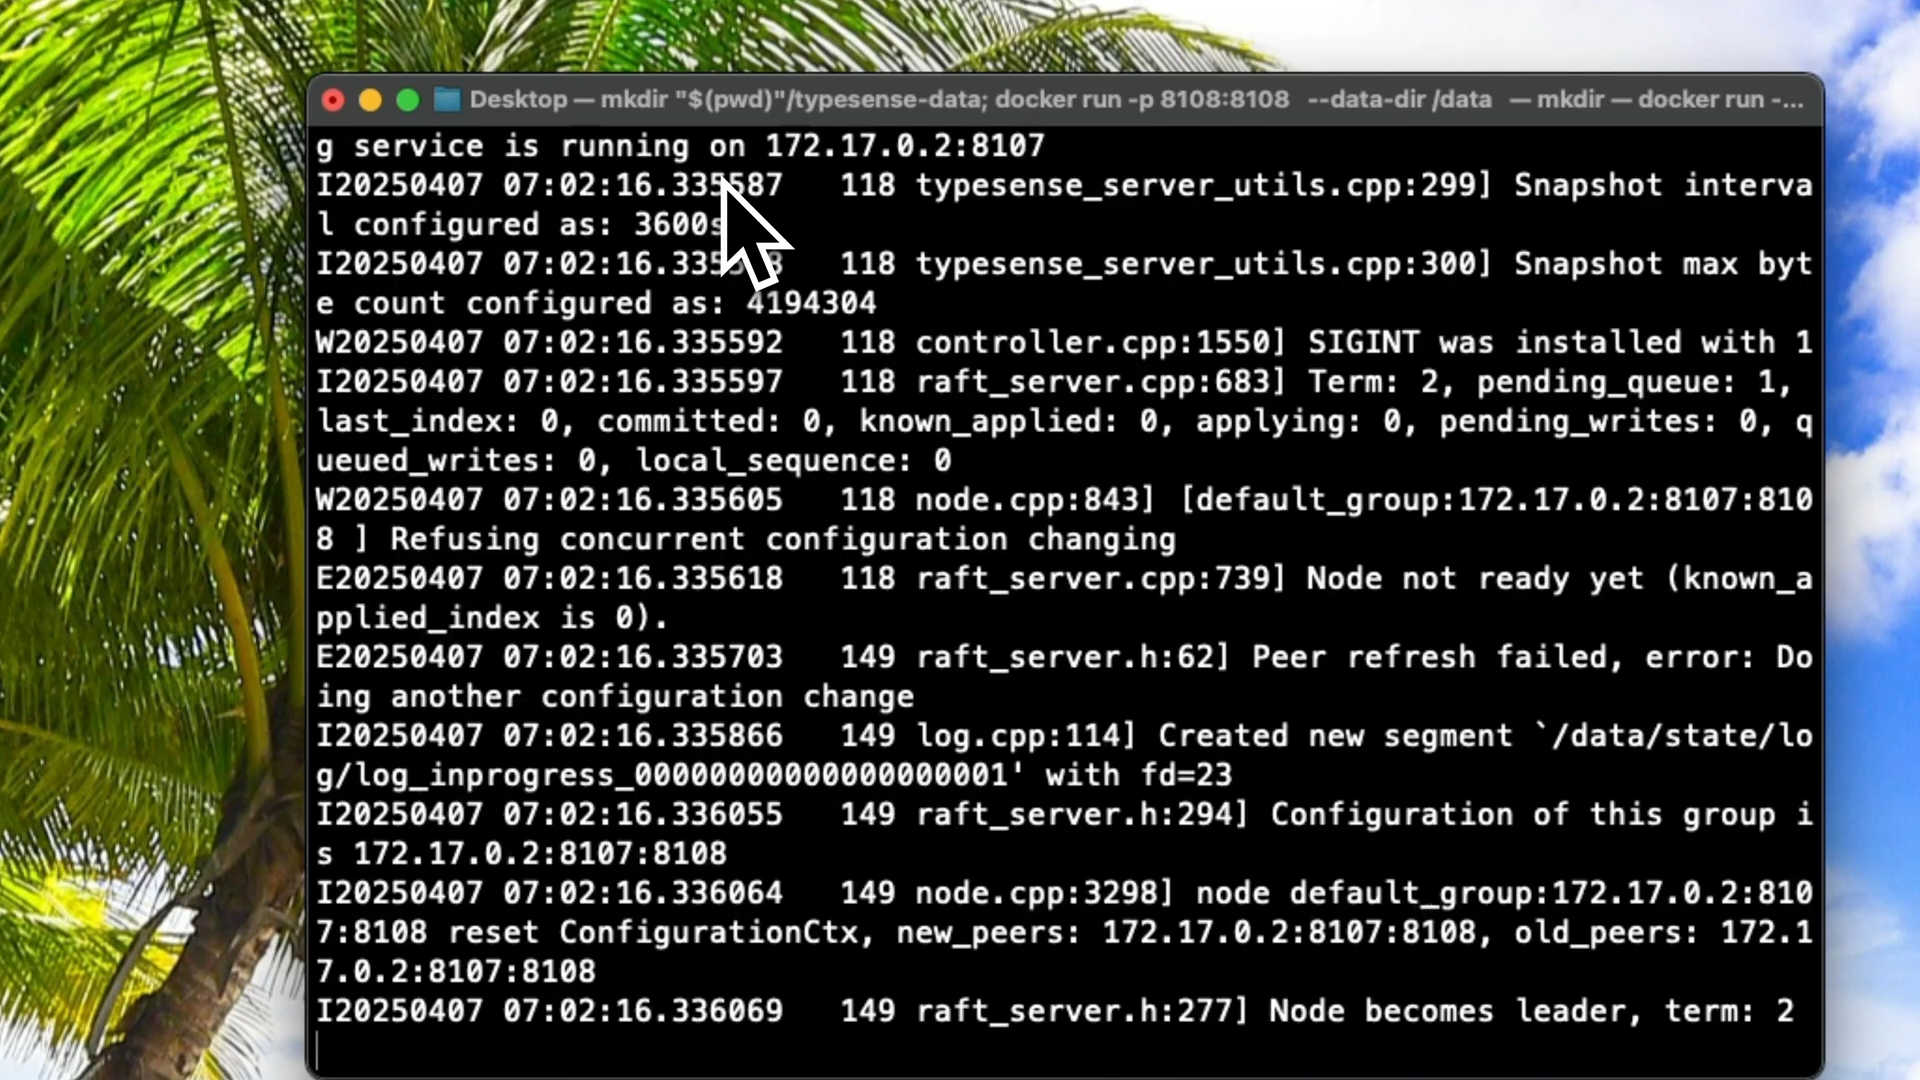 Desktop — mkdir "$(pwd)"/typesense-data; docker run -p 8108:8108 --data-dir /data — mkdir — docker run -...
g service is running on 172.17.0.2:8107
I20250407 07:02:16.335587 118 typesense_server_utils.cpp:299] Snapshot interva
l configured as: 3600s
I20250407 07:02:16. 118 typesense_server_utils.cpp:300] Snapshot max byt
e count configured as: 4194304
W20250407 07:02:16.335592 118 controller.cpp:1550] SIGINT was installed with 1
I20250407 07:02:16.335597 118 raft_server.cpp:683] Term: 2, pending_queue: 1,
last_index: 0, committed: 0, known_applied: 0, applying: 0, pending_writes: 0, q
ueued_writes: 0, local_sequence: 0
W20250407 07:02:16.335605 118 node.cpp:843] [default_group:172.17.0.2:8107:810
8 ] Refusing concurrent configuration changing
E20250407 07:02:16.335618 118 raft_server.cpp:739] Node not ready yet (known_a
pplied_index is 0).
E20250407 07:02:16.335703 149 raft_server.h:62] Peer refresh failed, error: Do
ing another configuration change
I20250407 07:02:16.335866 149 log.cpp:114] Created new segment `/data/state/lo
g/log_inprogress_00000000000000000001' with fd=23
I20250407 07:02:16.336055 149 raft_server.h:294] Configuration of this group i
s 172.17.0.2:8107:8108
I20250407 07:02:16.336064 149 node.cpp:3298] node default_group:172.17.0.2:810
7:8108 reset ConfigurationCtx, new_peers: 172.17.0.2:8107:8108, old_peers: 172.1
7.0.2:8107:8108
I20250407 07:02:16.336069 149 raft_server.h:277] Node becomes leader, term: 2